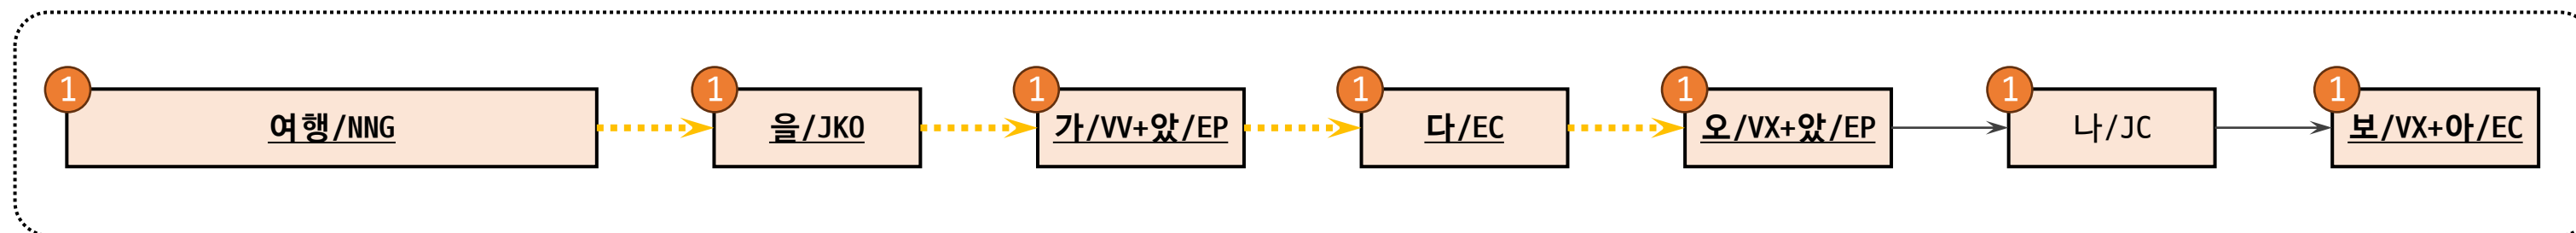 1 여행/NNG 1 을/JKO 1 가/VV+았/EP 1 다/EC 1 오/VX+았/EP 1 나/JC 1 보/VX+아/EC